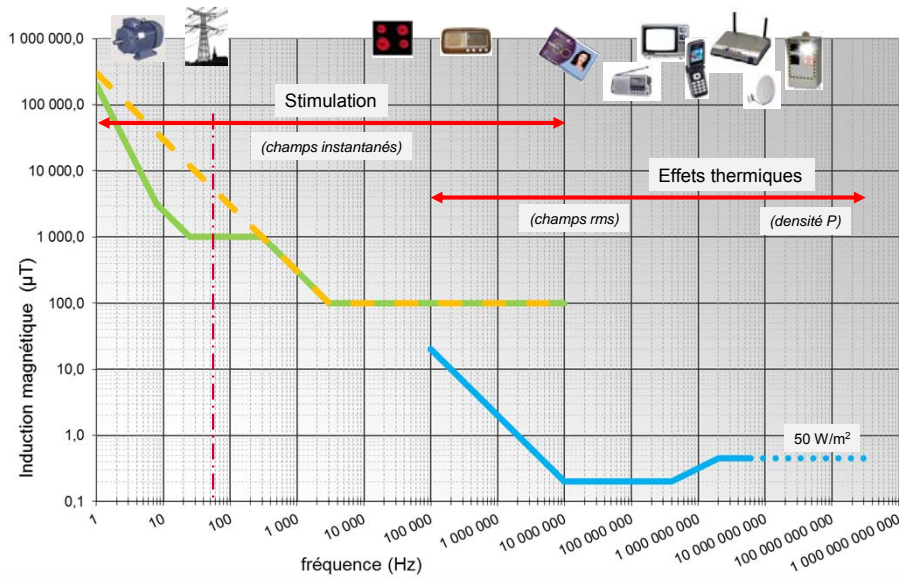 1 000 000,0
100 000,0
10 000,0
1 000,0
100,0
10,0
1,0
0,1
Induction magnétique (µT)
Stimulation
(champs instantanés)
Effets thermiques
(champs rms)
(densité P)
50 W/m²
1
10
100
1 000
10 000
100 000
1 000 000
10 000 000
100 000 000
1 000 000 000
10 000 000 000
100 000 000 000
1 000 000 000 000
fréquence (Hz)